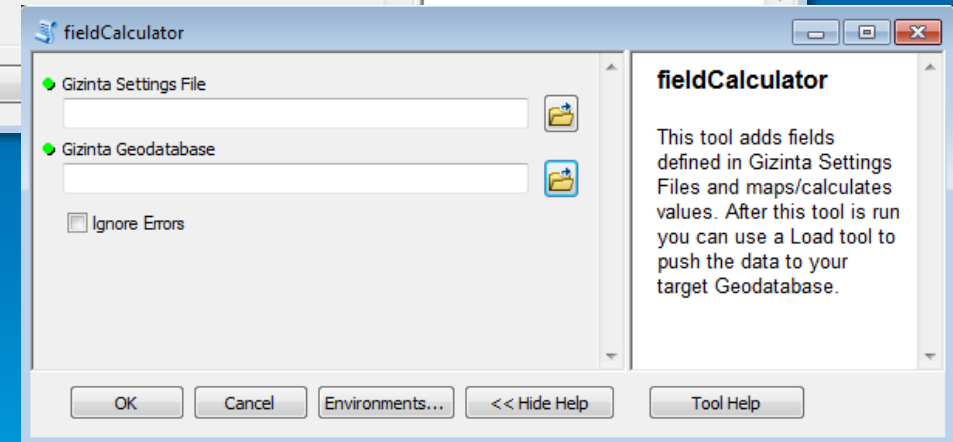 fieldCalculator
Gizinta Settings File
Gizinta Geodatabase
Ignore Errors
fieldCalculator
This tool adds fields
defined in Gizinta Settings
Files and maps/calculates
values. After this tool is run
you can use a Load tool to
push the data to your
target Geodatabase.
OK
Cancel
Environments...
<< Hide Help
Tool Help